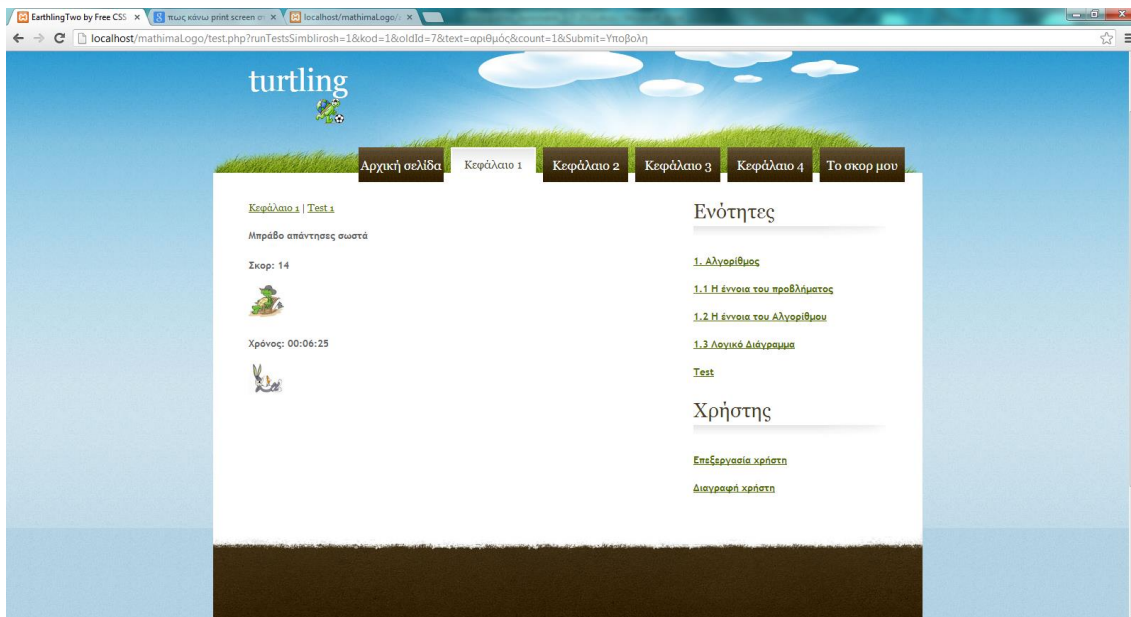 EarthlingTwo by Free CSS
πως κάνω print screen σ
localhost/mathimaLogo/
localhost/mathimaLogo/test.php?runTestsSimblirosh=1&kod=1&oldId=7&text=αριθμός&count=1&Submit=Υποβολη
turtling
Αρχική σελίδα
Κεφάλαιο 1
Κεφάλαιο 2
Κεφάλαιο 3
Κεφάλαιο 4
Το σκορ μου
Κεφάλαιο 1 | Test 1
Μπράβο απάντησες σωστά
Σκορ: 14
Χρόνος: 00:06:25
Ενότητες
1. Αλγορίθμος
1.1 Η έννοια του προβλήματος
1.2 Η έννοια του Αλγορίθμου
1.3 Λογικό Διάγραμμα
Test
Χρήστης
Επεξεργασία χρήστη
Διαγραφή χρήστη